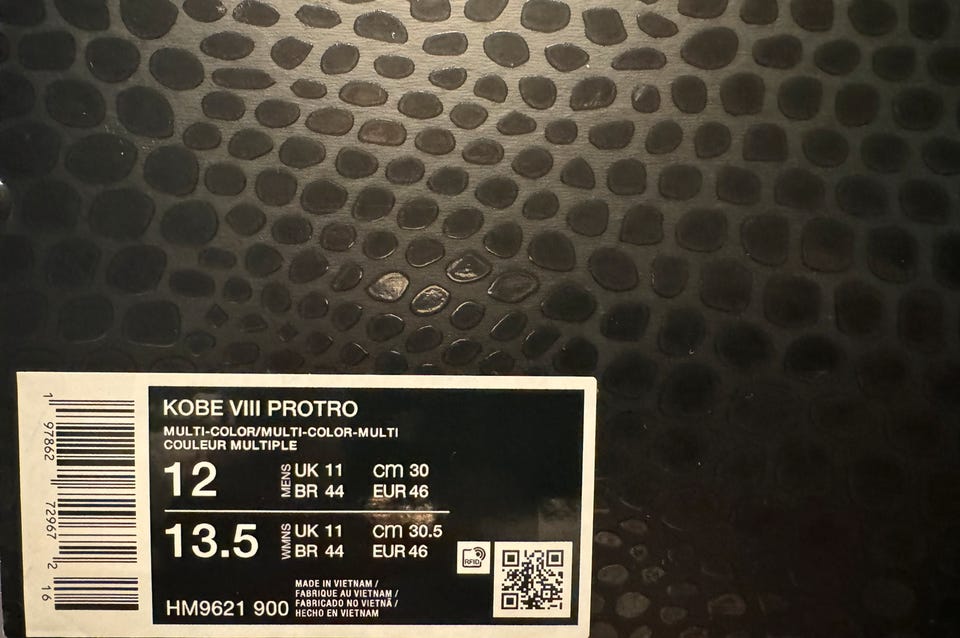 KOBE VIII PROTRO
MULTI-COLOR/MULTI-COLOR-MULTI
COULEUR MULTIPLE
12 MENS UK 11 cm 30
BR 44 EUR 46
13.5 WMNS UK 11 cm 30.5
BR 44 EUR 46
RFID
HM9621 900
MADE IN VIETNAM /
FABRIQUE AU VIETNAM /
FABRICADO NO VIETNÃ /
HECHO EN VIETNAM
1 97862 72967 2 16